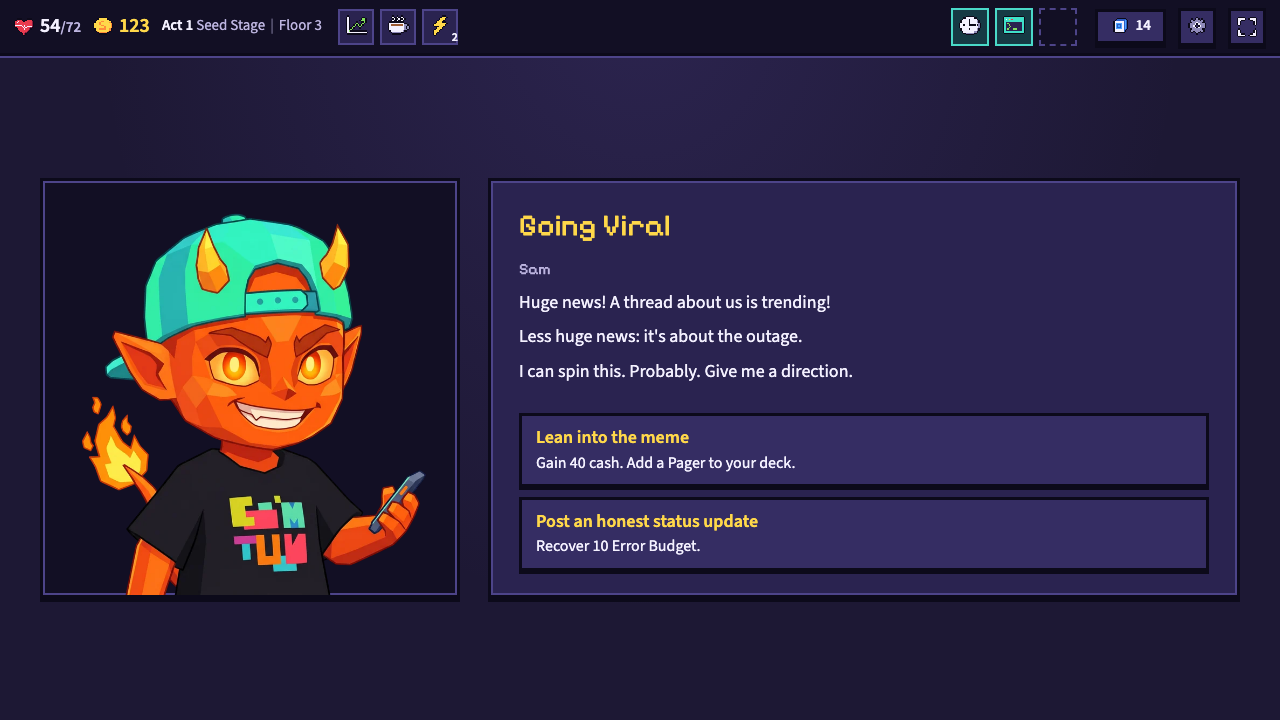 54/72 123 Act 1 Seed Stage | Floor 3 2 14
Going Viral
Sam
Huge news! A thread about us is trending!
Less huge news: it's about the outage.
I can spin this. Probably. Give me a direction.
Lean into the meme
Gain 40 cash. Add a Pager to your deck.
Post an honest status update
Recover 10 Error Budget.